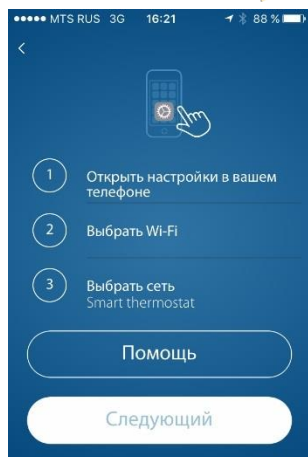 ●●●●● MTS RUS 3G 16:21 88 %
1 Открыть настройки в вашем
телефоне
2 Выбрать Wi-Fi
3 Выбрать сеть
Smart thermostat
Помощь
Следующий